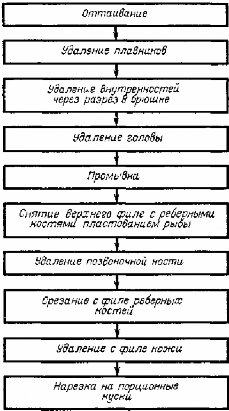 Оттаивание
Удаление плавников
Удаление внутренностей
через разрез в брюшке
Удаление головы
Промывка
Снятие верхнего филе с реберными
костями пластованием рыбы
Удаление позвоночной кости
Срезание с филе реберных
костей
Удаление с филе кожи
Нарезка на порционные
куски